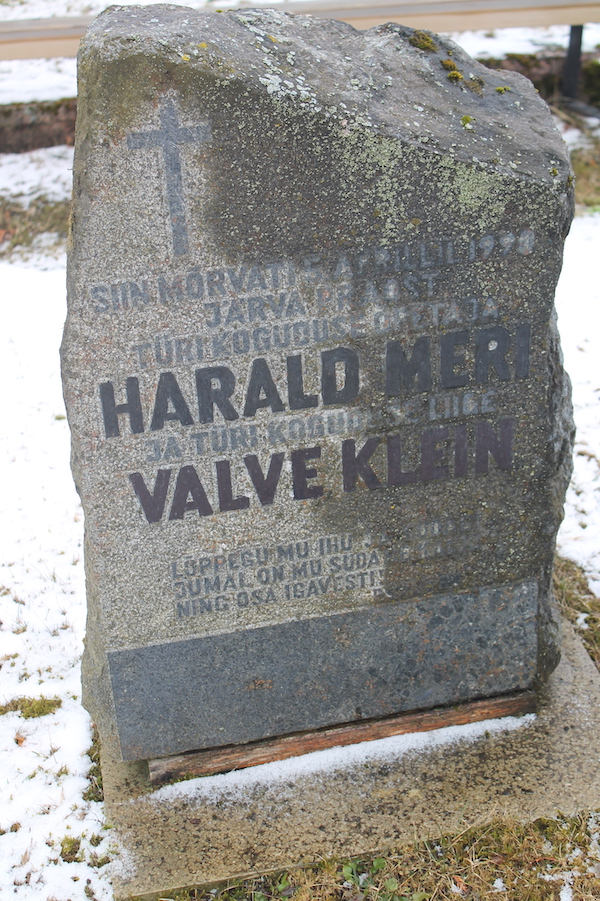 SIIN MÕRVATI 5 APRILLIL 1990
JÄRVA PRAOST
TÜRI KOGUDUSE ÕPETAJA
HARALD MERI
JA TÜRI KOGUDUSE LIIGE
VALVE KLEIN
LÕPPEGU MU IHU
JUMAL ON MU SÜDA
NING OSA IGAVESTI!